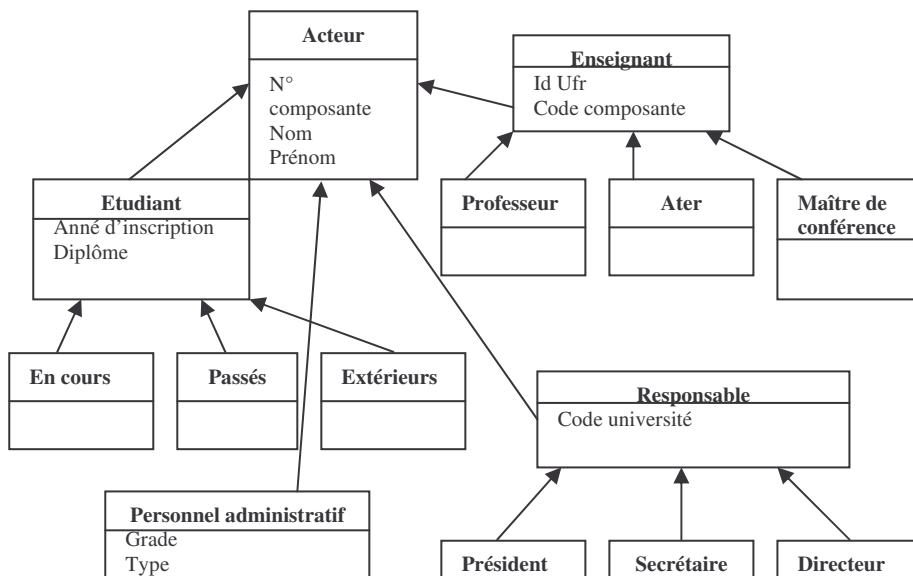 Acteur
N°
composante
Nom
Prénom
Enseignant
Id Ufr
Code composante
Etudiant
Anné d'inscription
Diplôme
Professeur
Ater
Maître de
conférence
En cours
Passés
Extérieurs
Responsable
Code université
Personnel administratif
Grade
Type
Président
Secrétaire
Directeur